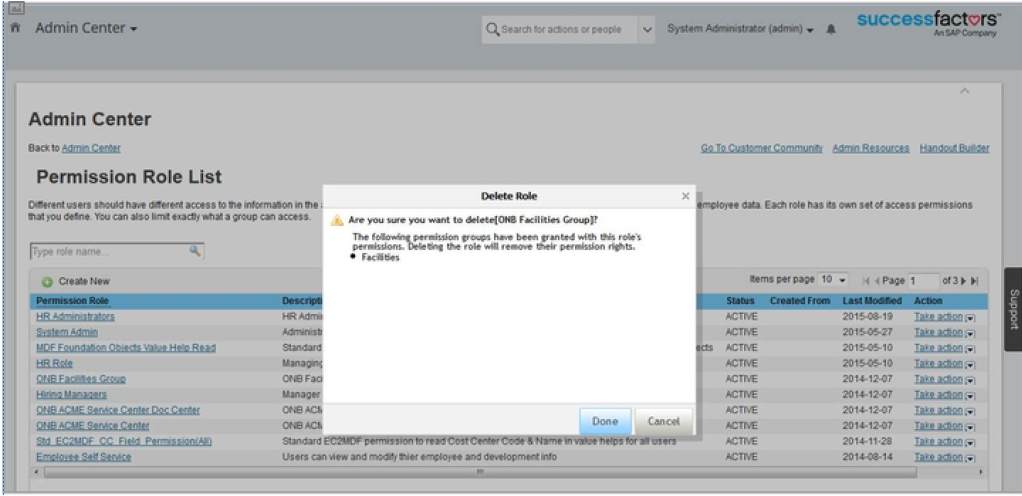 Admin Center
Search for actions or people
System Administrator (admin)
successfactors™
An SAP Company
Admin Center
Back to Admin Center
Go To Customer Community Admin Resources Handout Builder
Permission Role List
Different users should have different access to the information in the employee data. Each role has its own set of access permissions
that you define. You can also limit exactly what a group can access.
Type role name...
Delete Role
Are you sure you want to delete[ONB Facilities Group]?
The following permission groups have been granted with this role's
permissions. Deleting the role will remove their permission rights.
• Facilities
Done Cancel
Create New
Items per page 10 Page 1 of 3
Permission Role Descripti Status Created From Last Modified Action
HR Administrators HR Admi ACTIVE 2015-08-19 Take action
System Admin Administ ACTIVE 2015-05-27 Take action
MDF Foundation Objects Value Help Read Standard ects ACTIVE 2015-05-10 Take action
HR Role Managing ACTIVE 2015-05-10 Take action
ONB Facilities Group ONB Faci ACTIVE 2014-12-07 Take action
Hiring Managers Manager ACTIVE 2014-12-07 Take action
ONB ACME Service Center Doc Center ONB ACM ACTIVE 2014-12-07 Take action
ONB ACME Service Center ONB ACM ACTIVE 2014-12-07 Take action
Std_EC2MDF_CC_Field_Permission(All) Standard EC2MDF permission to read Cost Center Code & Name in value helps for all users ACTIVE 2014-11-28 Take action
Employee Self Service Users can view and modify thier employee and development info ACTIVE 2014-08-14 Take action
Support